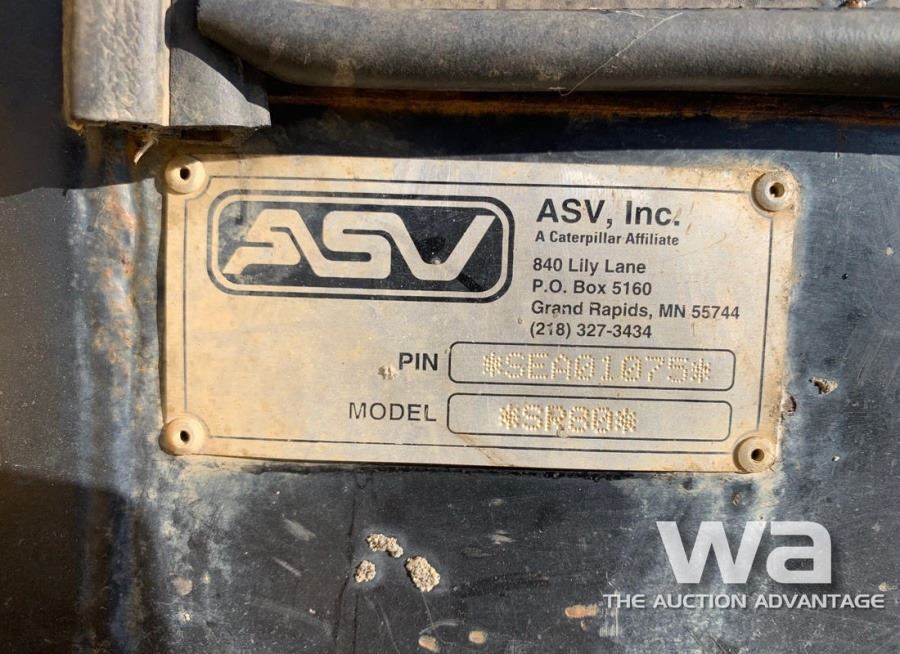 ASV
ASV, Inc.
A Caterpillar Affiliate
840 Lily Lane
P.O. Box 5160
Grand Rapids, MN 55744
(218) 327-3434
PIN *SEA01075*
MODEL *SR80*
wa
THE AUCTION ADVANTAGE